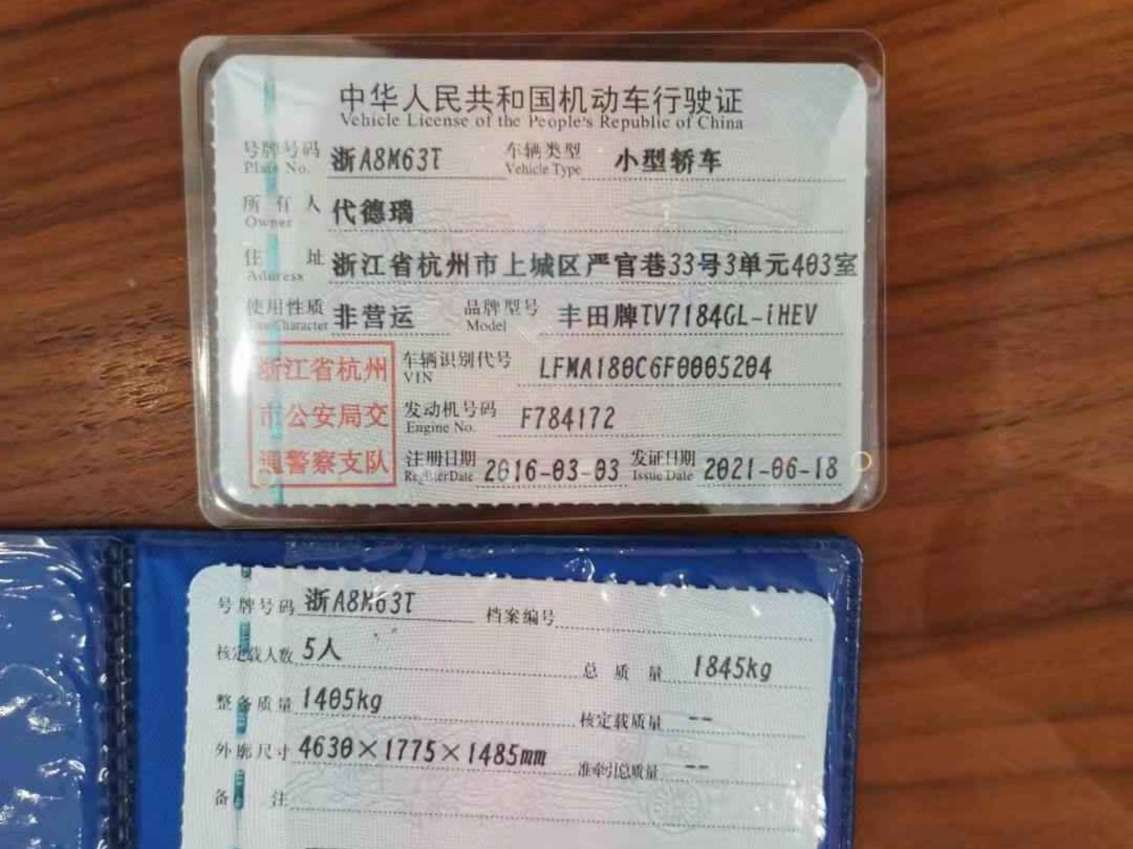 中华人民共和国机动车行驶证
Vehicle License of the People's Republic of China
号牌号码 浙A8M63T 车辆类型 小型轿车
Plate No. Vehicle Type
所有人 代德瑀
Owner
住址 浙江省杭州市上城区严官巷33号3单元403室
Address
使用性质 非营运 品牌型号 丰田牌TV7184GL-iHEV
Use Character Model
浙江省杭州 车辆识别代号 LFMA180C6F0005204
VIN
市公安局交 发动机号码 F784172
Engine No.
通警察支队 注册日期 2016-03-03 发证日期 2021-06-18
Register Date Issue Date
号牌号码 浙A8M63T 档案编号
核定载人数 5人 总质量 1845kg
整备质量 1405kg 核定载质量 --
外廓尺寸 4630×1775×1485mm 准牵引总质量 --
备注